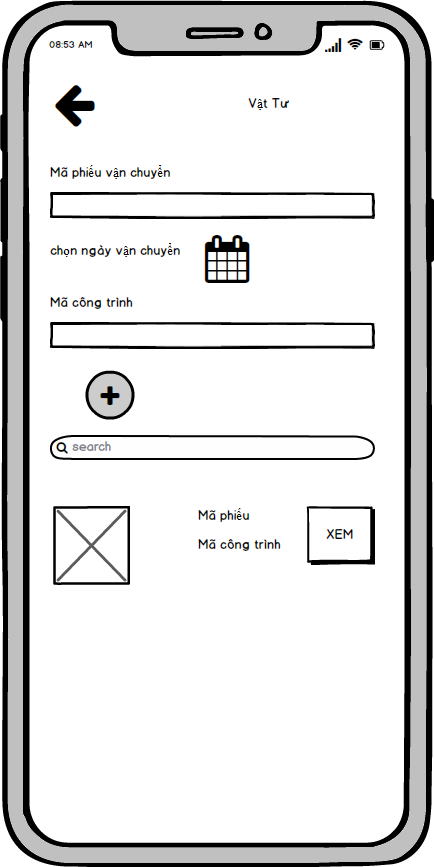 08:53 AM
Vật Tư
Mã phiếu vận chuyển
chọn ngày vận chuyển
Mã công trình
search
Mã phiếu
Mã công trình
XEM